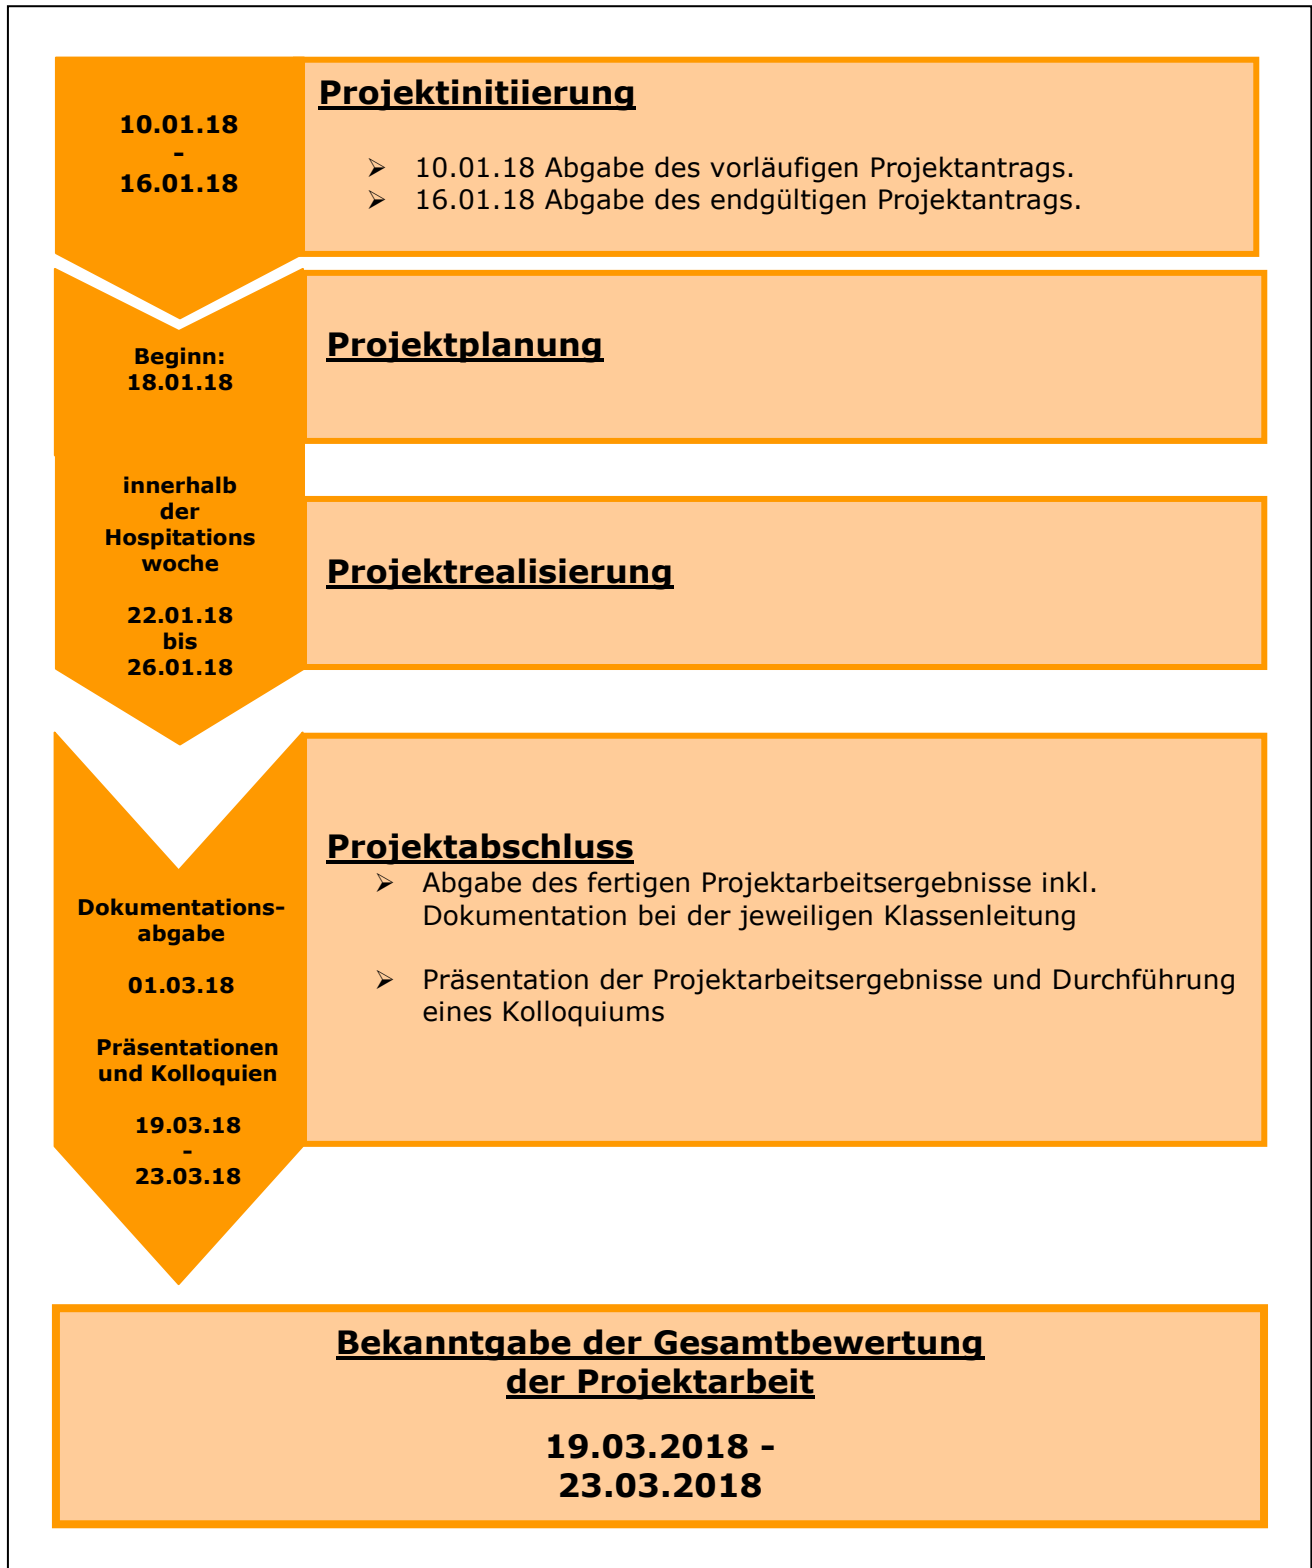 10.01.18
-
16.01.18
Projektinitiierung
➢ 10.01.18 Abgabe des vorläufigen Projektantrags.
➢ 16.01.18 Abgabe des endgültigen Projektantrags.
Beginn:
18.01.18
Projektplanung
innerhalb
der
Hospitations
woche
22.01.18
bis
26.01.18
Projektrealisierung
Dokumentations-
abgabe
01.03.18
Präsentationen
und Kolloquien
19.03.18
-
23.03.18
Projektabschluss
➢ Abgabe des fertigen Projektarbeitsergebnisse inkl.
Dokumentation bei der jeweiligen Klassenleitung
➢ Präsentation der Projektarbeitsergebnisse und Durchführung
eines Kolloquiums
Bekanntgabe der Gesamtbewertung
der Projektarbeit
19.03.2018 -
23.03.2018